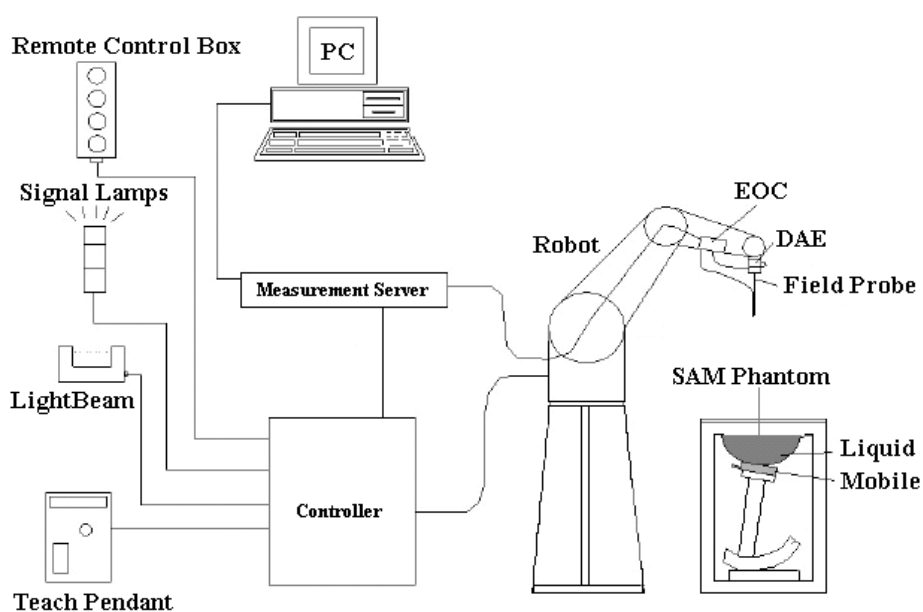 Remote Control Box
PC
Signal Lamps
EOC
DAE
Robot
Field Probe
Measurement Server
SAM Phantom
LightBeam
Liquid
Mobile
Controller
Teach Pendant